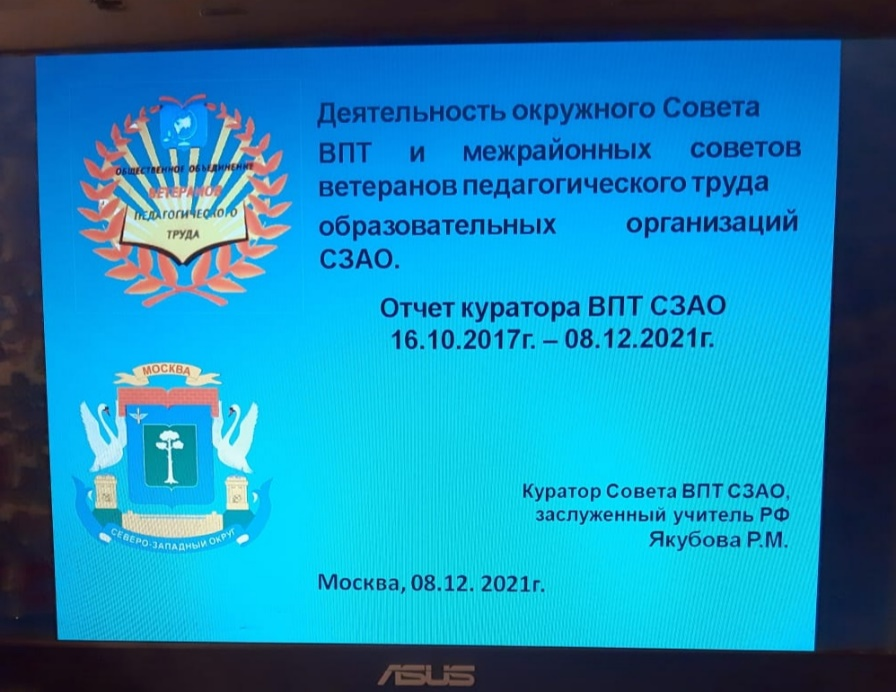 ОБЩЕСТВЕННОЕ ОБЪЕДИНЕНИЕ
ВЕТЕРАНОВ
ПЕДАГОГИЧЕСКОГО
ТРУДА
Деятельность окружного Совета
ВПТ и межрайонных советов
ветеранов педагогического труда
образовательных организаций
СЗАО.
Отчет куратора ВПТ СЗАО
16.10.2017г. – 08.12.2021г.
МОСКВА
СЕВЕРО-ЗАПАДНЫЙ ОКРУГ
Куратор Совета ВПТ СЗАО,
заслуженный учитель РФ
Якубова Р.М.
Москва, 08.12. 2021г.
ASUS